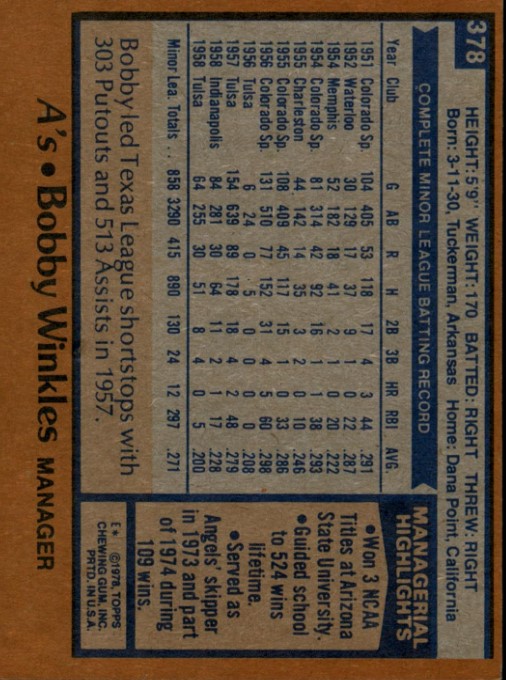 378
HEIGHT: 5'9" WEIGHT: 170 BATTED: RIGHT THREW: RIGHT
Born: 3-11-30, Tuckerman, Arkansas Home: Dana Point, California
COMPLETE MINOR LEAGUE BATTING RECORD
Year Club G AB R H 2B 3B HR RBI AVG.
1951 Colorado Sp. 104 405 53 118 17 4 3 44 .291
1952 Waterloo 30 129 17 37 9 1 0 22 .287
1954 Memphis 52 182 18 41 2 1 0 20 .222
1954 Colorado Sp. 81 314 42 92 16 1 1 38 .293
1955 Charleston 44 142 14 35 3 2 0 10 .246
1955 Colorado Sp. 108 409 45 117 15 1 0 33 .286
1956 Colorado Sp. 131 510 77 152 31 4 5 60 .298
1956 Tulsa 6 24 0 5 0 0 0 0 .208
1957 Tulsa 154 639 89 178 18 4 2 48 .279
1958 Indianapolis 84 281 30 64 11 2 1 17 .228
1958 Tulsa 64 255 30 51 8 4 0 5 .200
Minor Lea. Totals . . 858 3290 415 890 130 24 12 297 .271
Bobby led Texas League shortstops with
303 Putouts and 513 Assists in 1957.
MANAGERIAL
HIGHLIGHTS
•Won 3 NCAA
Titles at Arizona
State University.
•Guided school
to 524 wins
lifetime.
•Served as
Angels' skipper
in 1973 and part
of 1974 during
109 wins.
E* ©1978 TOPPS
CHEWING GUM, INC.
PRTD. IN U.S.A.
A's • Bobby Winkles MANAGER